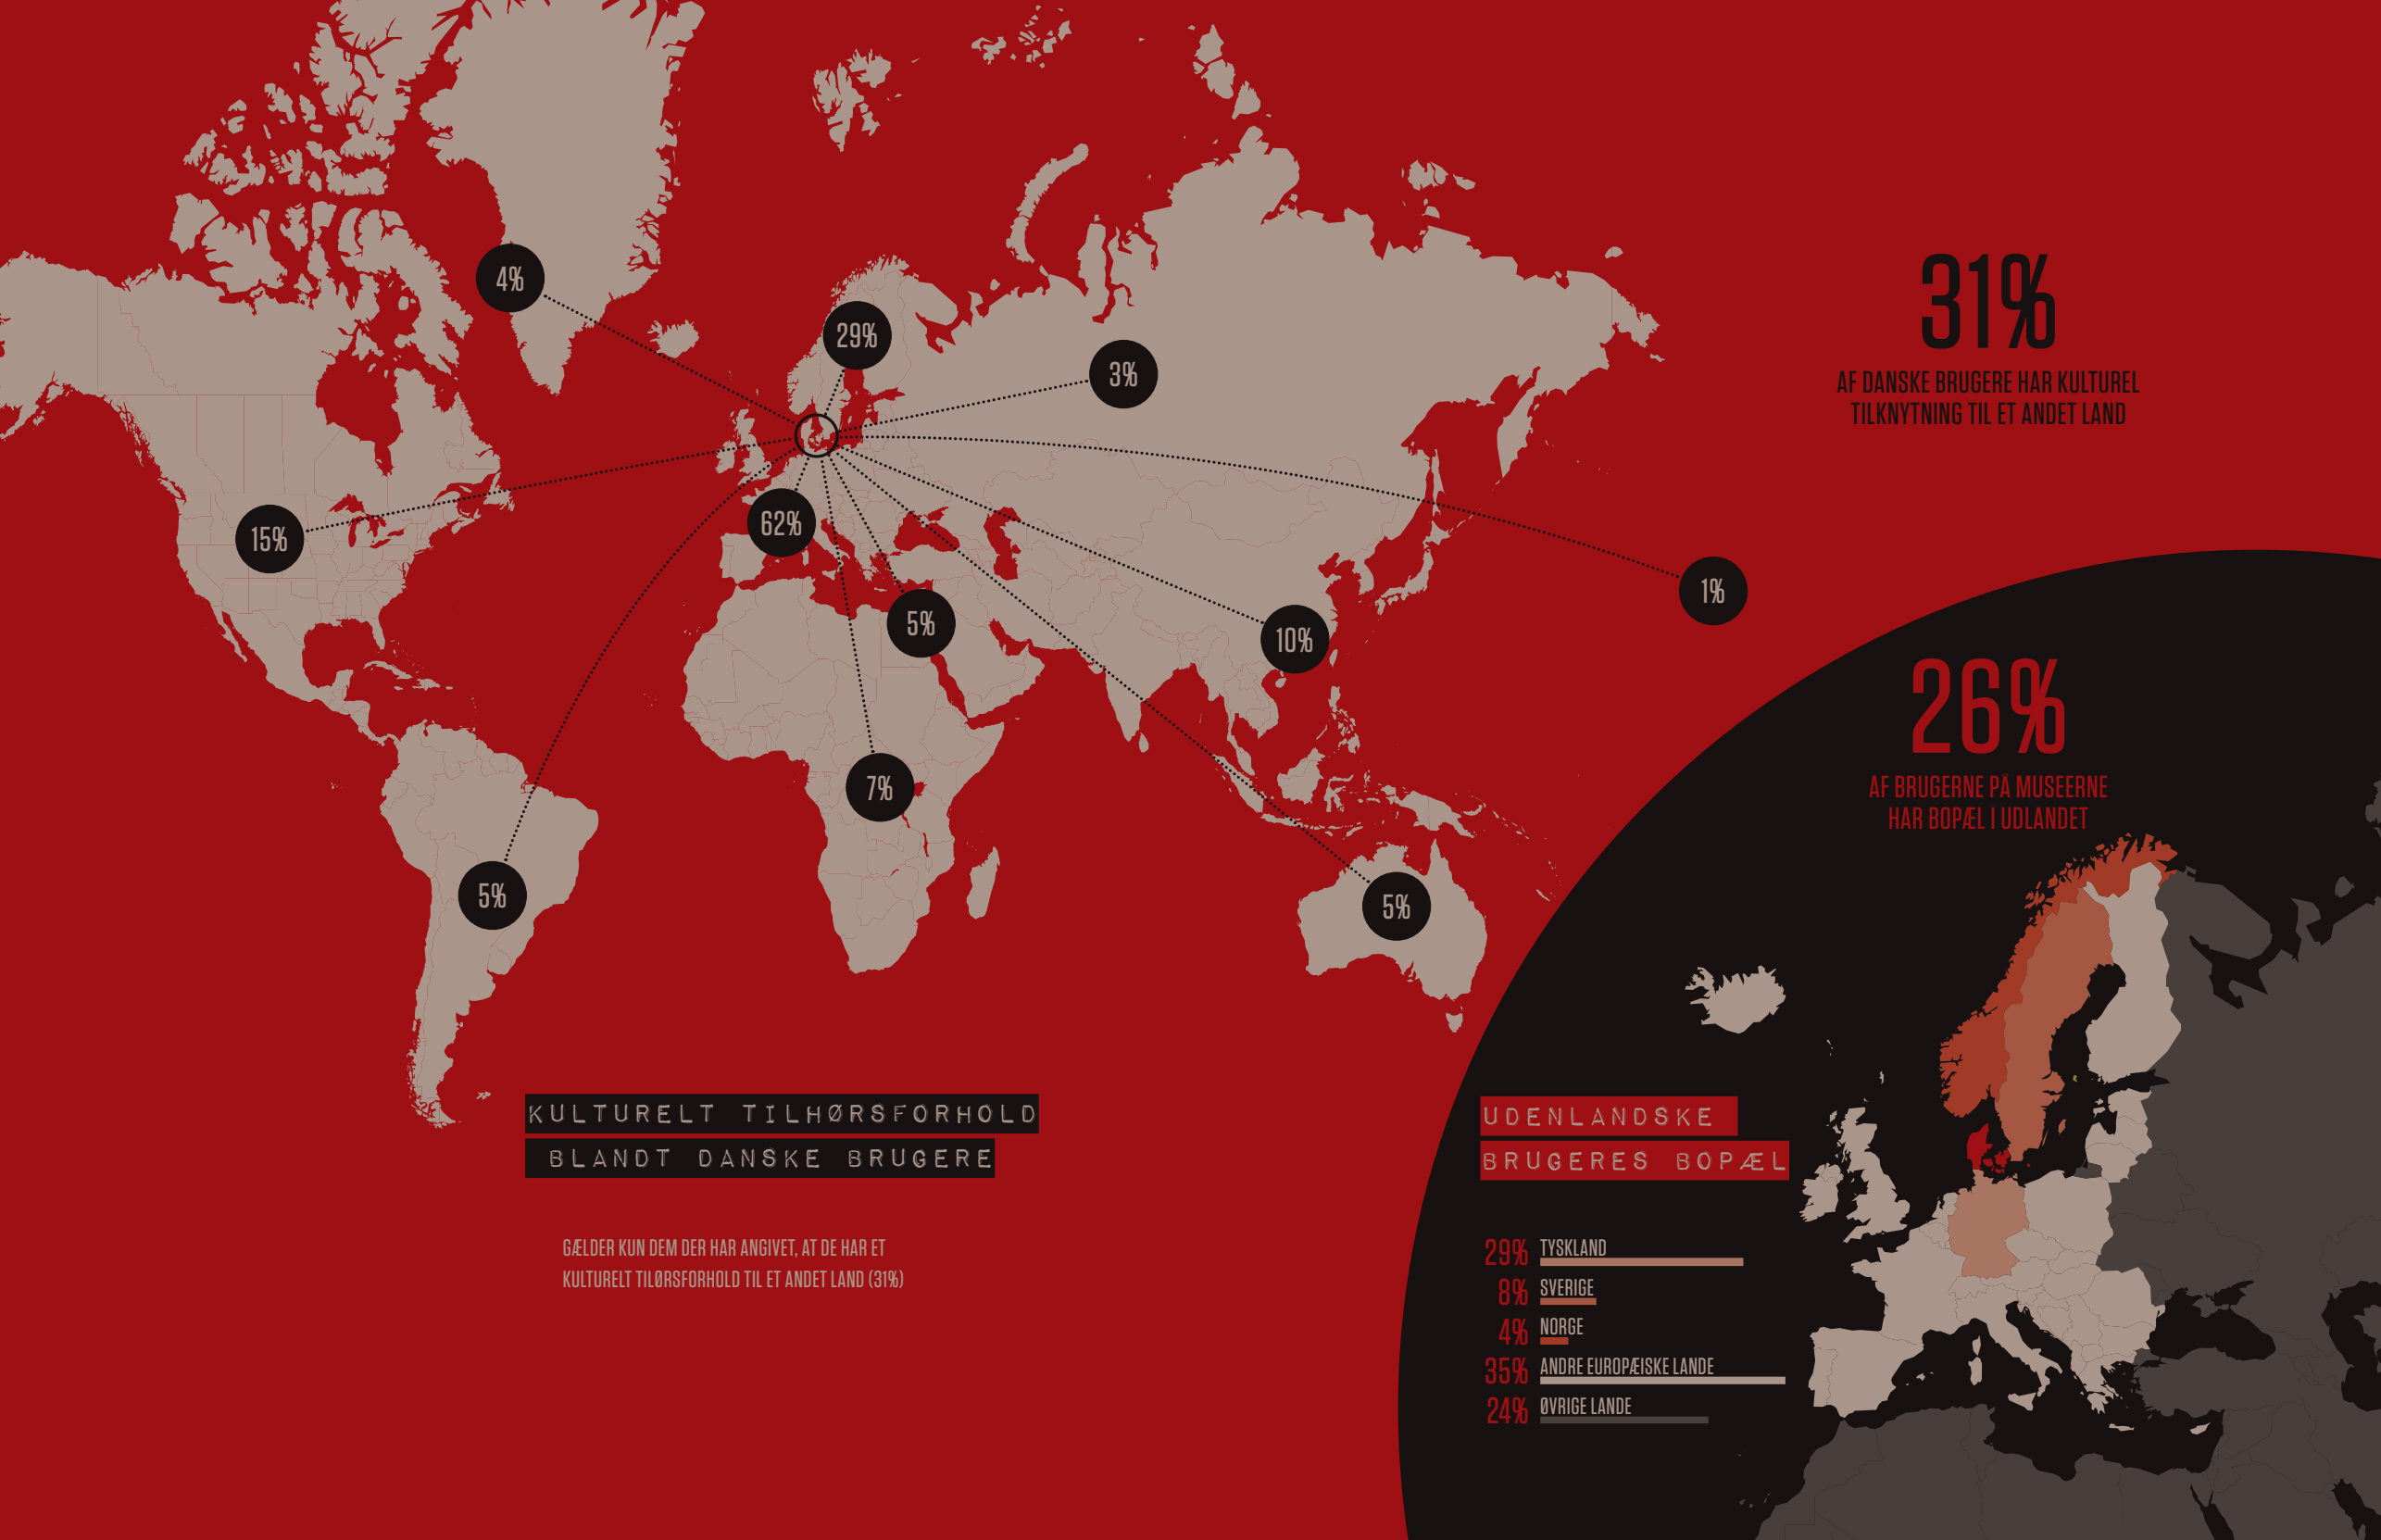 4%
29%
3%
15%
62%
5%
10%
1%
7%
5%
5%
31%
AF DANSKE BRUGERE HAR KULTUREL
TILKNYTNING TIL ET ANDET LAND
26%
AF BRUGERNE PÅ MUSEERNE
HAR BOPÆL I UDLANDET
KULTURELT TILHØRSFORHOLD
BLANDT DANSKE BRUGERE
GÆLDER KUN DEM DER HAR ANGIVET, AT DE HAR ET
KULTURELT TILØRSFORHOLD TIL ET ANDET LAND (31%)
UDENLANDSKE
BRUGERES BOPÆL
29% TYSKLAND
8% SVERIGE
4% NORGE
35% ANDRE EUROPÆISKE LANDE
24% ØVRIGE LANDE